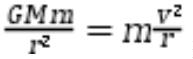 GMm/r² = m v²/r